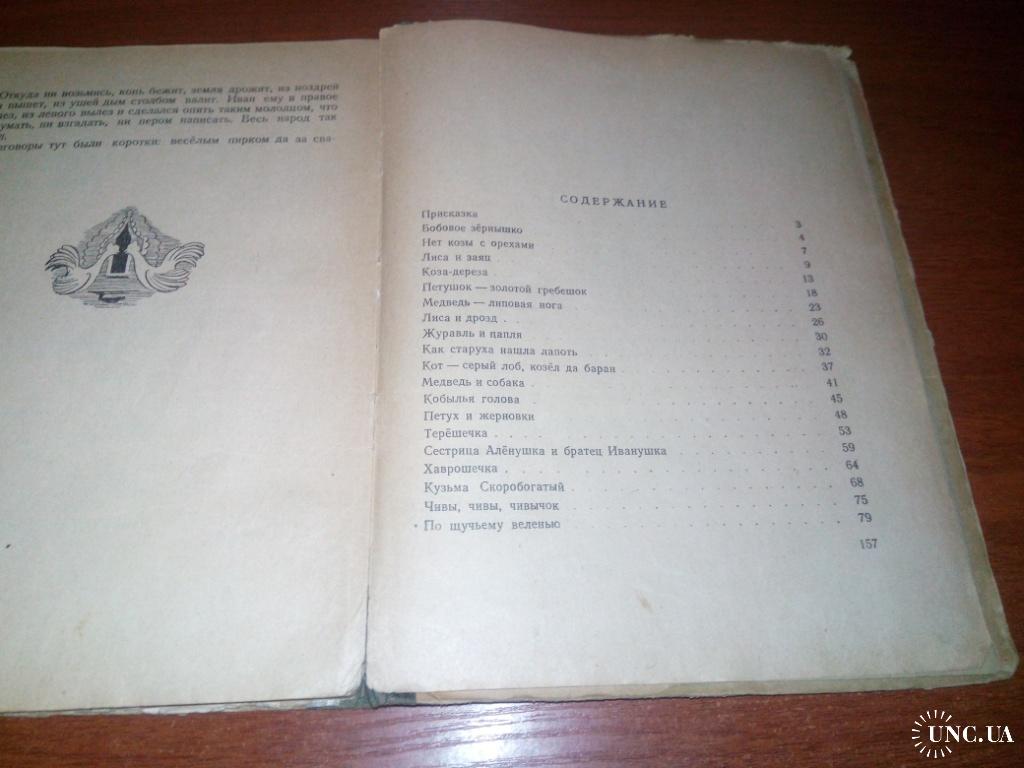 Откуда ни возьмись, конь бежит, земля дрожит, из ноздрей
пышет, из ушей дым столбом валит. Иван ему в правое
лез, из левого вылез и сделался опять таким молодцом, что
умать, ни взгадать, ни пером написать. Весь народ так
зговоры тут были коротки: весёлым пирком да за сва-
СОДЕРЖАНИЕ
Присказка 3
Бобовое зёрнышко 4
Нет козы с орехами 7
Лиса и заяц 9
Коза-дереза 13
Петушок — золотой гребешок 18
Медведь — липовая нога 23
Лиса и дрозд 26
Журавль и цапля 30
Как старуха нашла лапоть 32
Кот — серый лоб, козёл да баран 37
Медведь и собака 41
Кобылья голова 45
Петух и жерновки 48
Терёшечка 53
Сестрица Алёнушка и братец Иванушка 59
Хаврошечка 64
Кузьма Скоробогатый 68
Чивы, чивы, чивычок 75
По щучьему веленью 79
157
UNC.UA